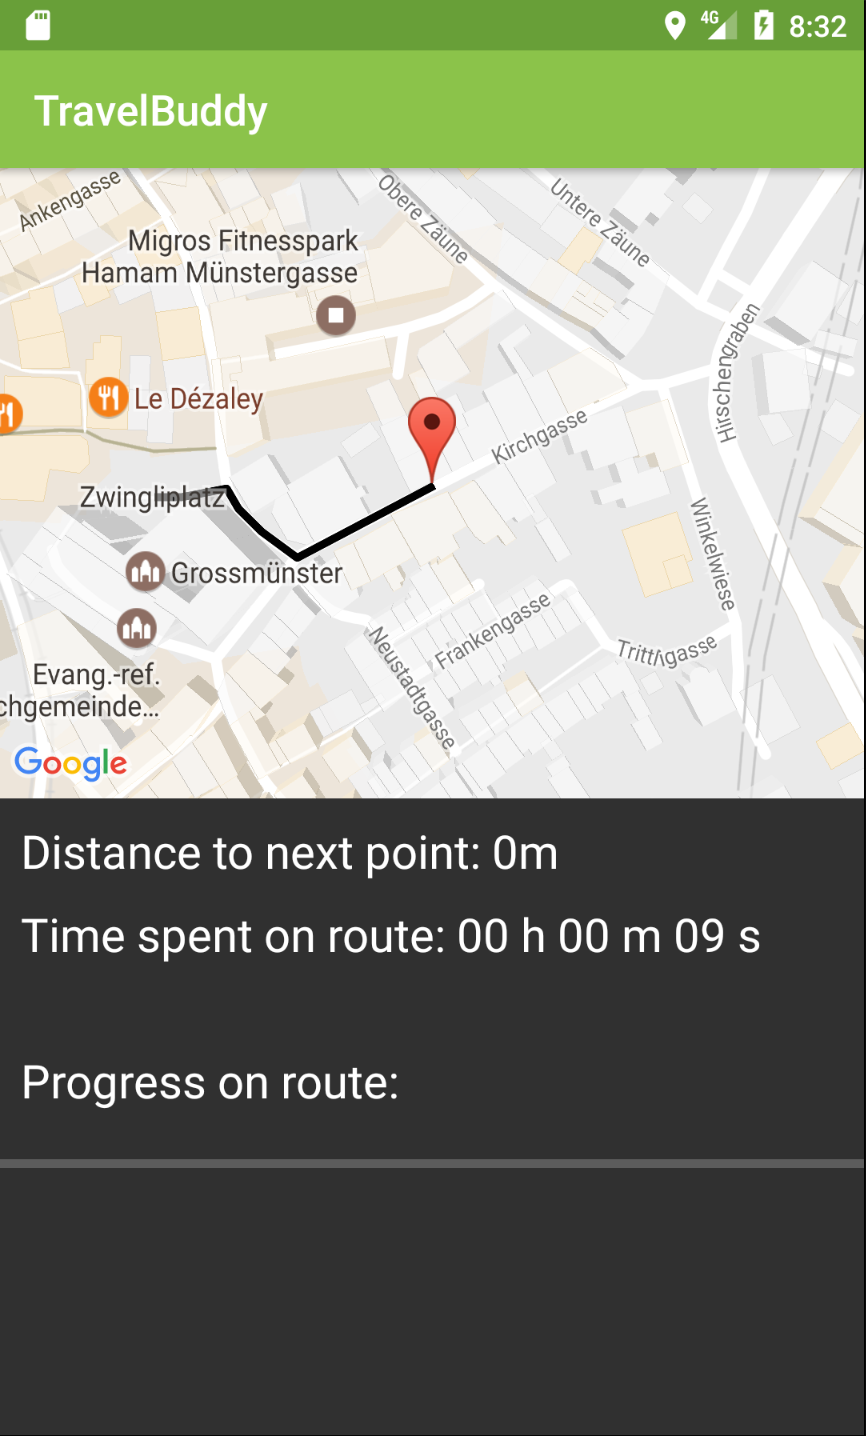 4G 8:32
TravelBuddy
Ankengasse
Obere Zäune
Untere Zäune
Migros Fitnesspark
Hamam Münstergasse
Hirschengraben
Le Dézaley
Kirchgasse
Zwingliplatz
Winkelwiese
Grossmünster
Frankengasse
Neustadtgasse
Evang.-ref.
chgemeinde...
Google
Distance to next point: 0m
Time spent on route: 00 h 00 m 09 s
Progress on route: